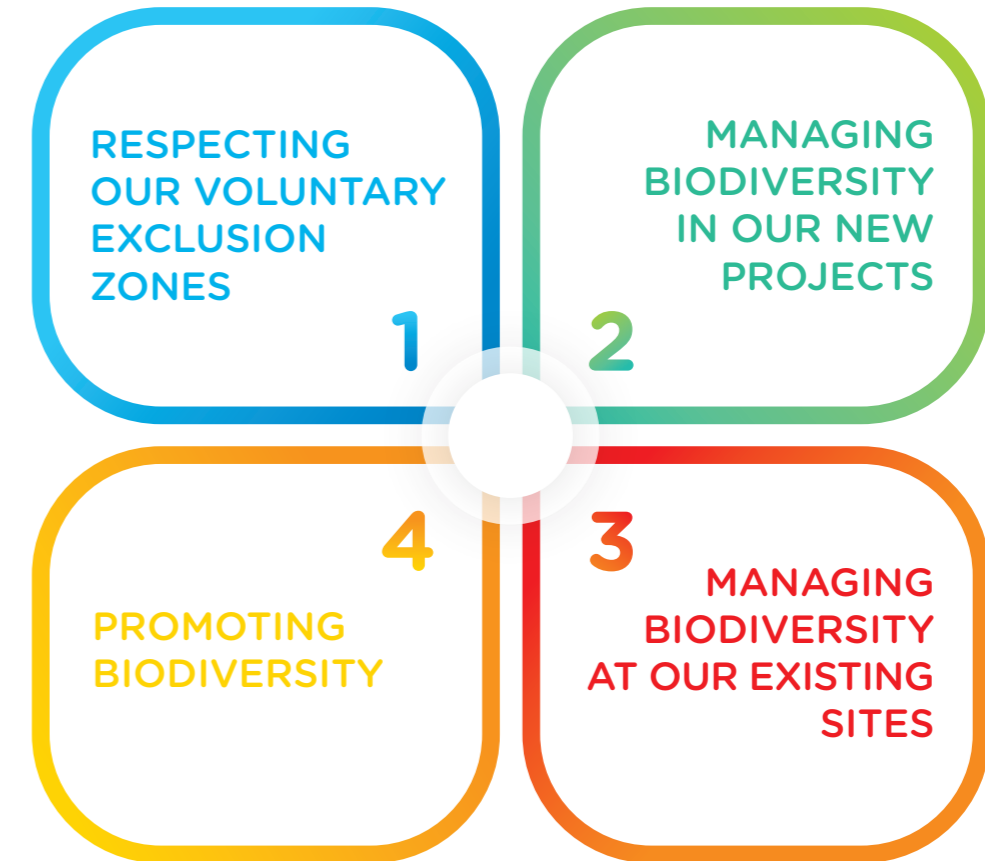 RESPECTING
OUR VOLUNTARY
EXCLUSION
ZONES
1
MANAGING
BIODIVERSITY
IN OUR NEW
PROJECTS
2
3
MANAGING
BIODIVERSITY
AT OUR EXISTING
SITES
4
PROMOTING
BIODIVERSITY